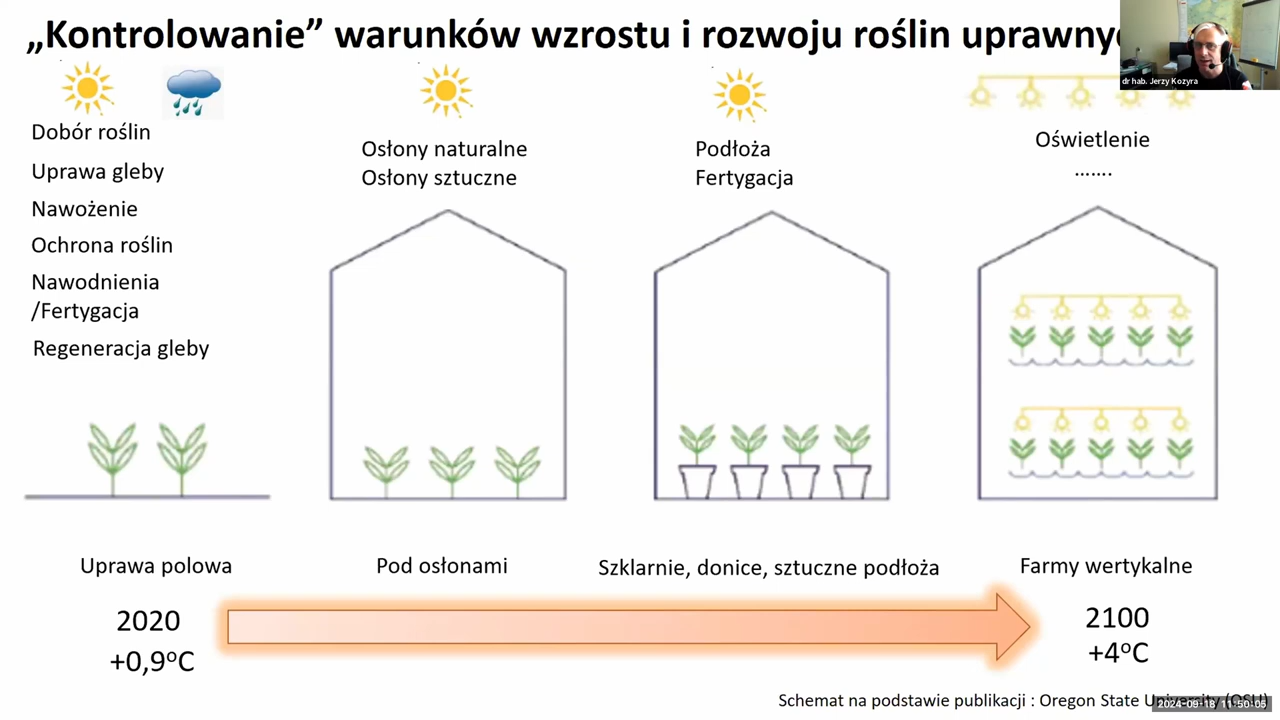 „Kontrolowanie” warunków wzrostu i rozwoju roślin
dr hab. Jerzy Kozyra
Dobór roślin
Uprawa gleby
Nawożenie
Ochrona roślin
Nawodnienia
/Fertygacja
Regeneracja gleby
Osłony naturalne
Osłony sztuczne
Podłoża
Fertygacja
Oświetlenie
.......
Uprawa polowa
Pod osłonami
Szklarnie, donice, sztuczne podłoża
Farmy wertykalne
2020
+0,9°C
2100
+4°C
Schemat na podstawie publikacji : Oregon State University (OSU)
2024-09-18 11:50:05